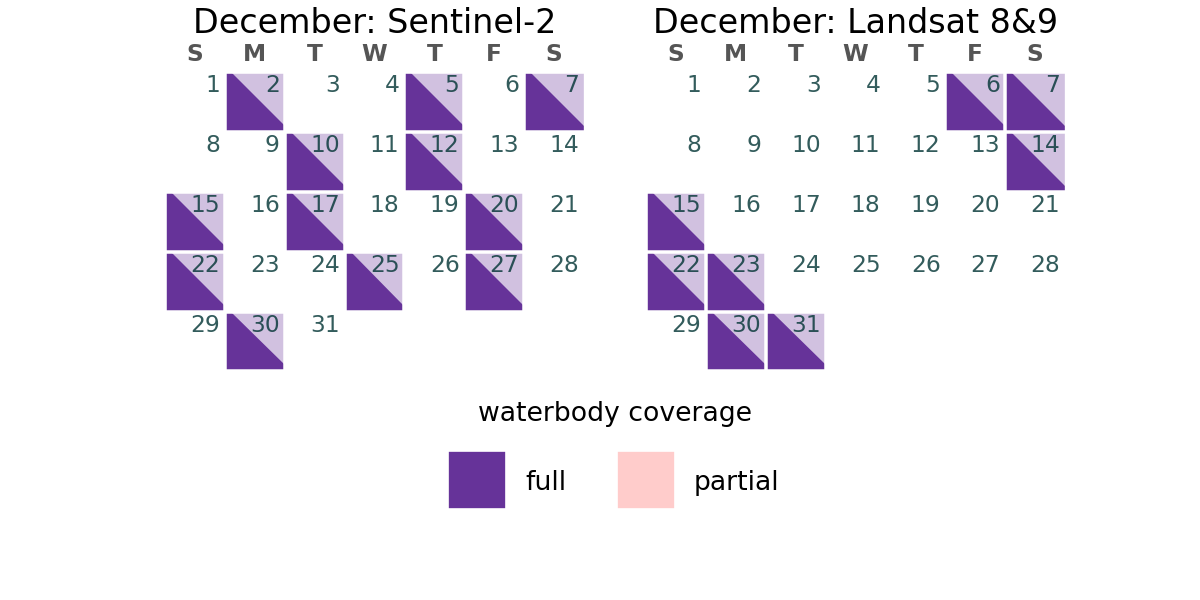 December: Sentinel-2
S M T W T F S
1 2 3 4 5 6 7
8 9 10 11 12 13 14
15 16 17 18 19 20 21
22 23 24 25 26 27 28
29 30 31
December: Landsat 8&9
S M T W T F S
1 2 3 4 5 6 7
8 9 10 11 12 13 14
15 16 17 18 19 20 21
22 23 24 25 26 27 28
29 30 31
waterbody coverage
full partial